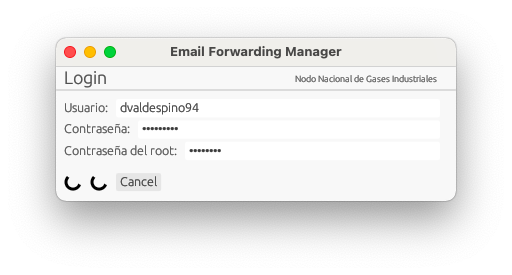 Email Forwarding Manager
Login
Nodo Nacional de Gases Industriales
Usuario: dvaldespino94
Contraseña: •••••••••
Contraseña del root: ••••••••
Cancel